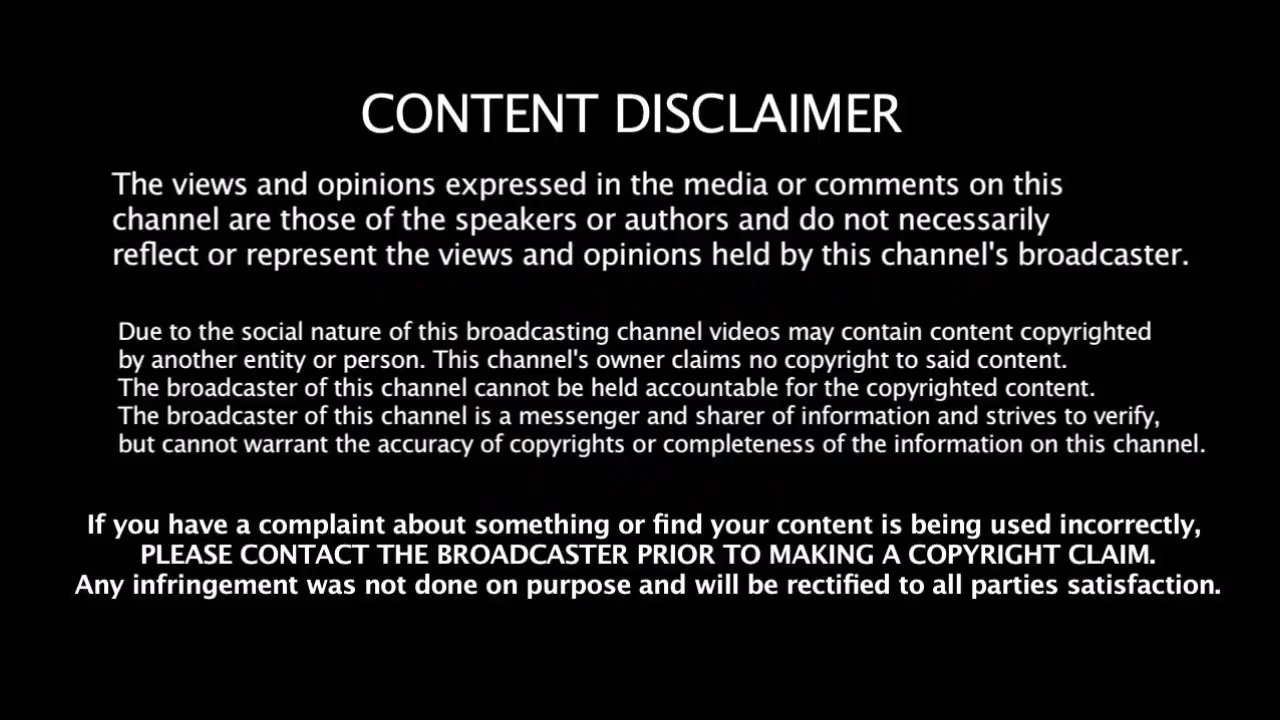 CONTENT DISCLAIMER
The views and opinions expressed in the media or comments on this
channel are those of the speakers or authors and do not necessarily
reflect or represent the views and opinions held by this channel's broadcaster.
Due to the social nature of this broadcasting channel videos may contain content copyrighted
by another entity or person. This channel's owner claims no copyright to said content.
The broadcaster of this channel cannot be held accountable for the copyrighted content.
The broadcaster of this channel is a messenger and sharer of information and strives to verify,
but cannot warrant the accuracy of copyrights or completeness of the information on this channel.
If you have a complaint about something or find your content is being used incorrectly,
PLEASE CONTACT THE BROADCASTER PRIOR TO MAKING A COPYRIGHT CLAIM.
Any infringement was not done on purpose and will be rectified to all parties satisfaction.